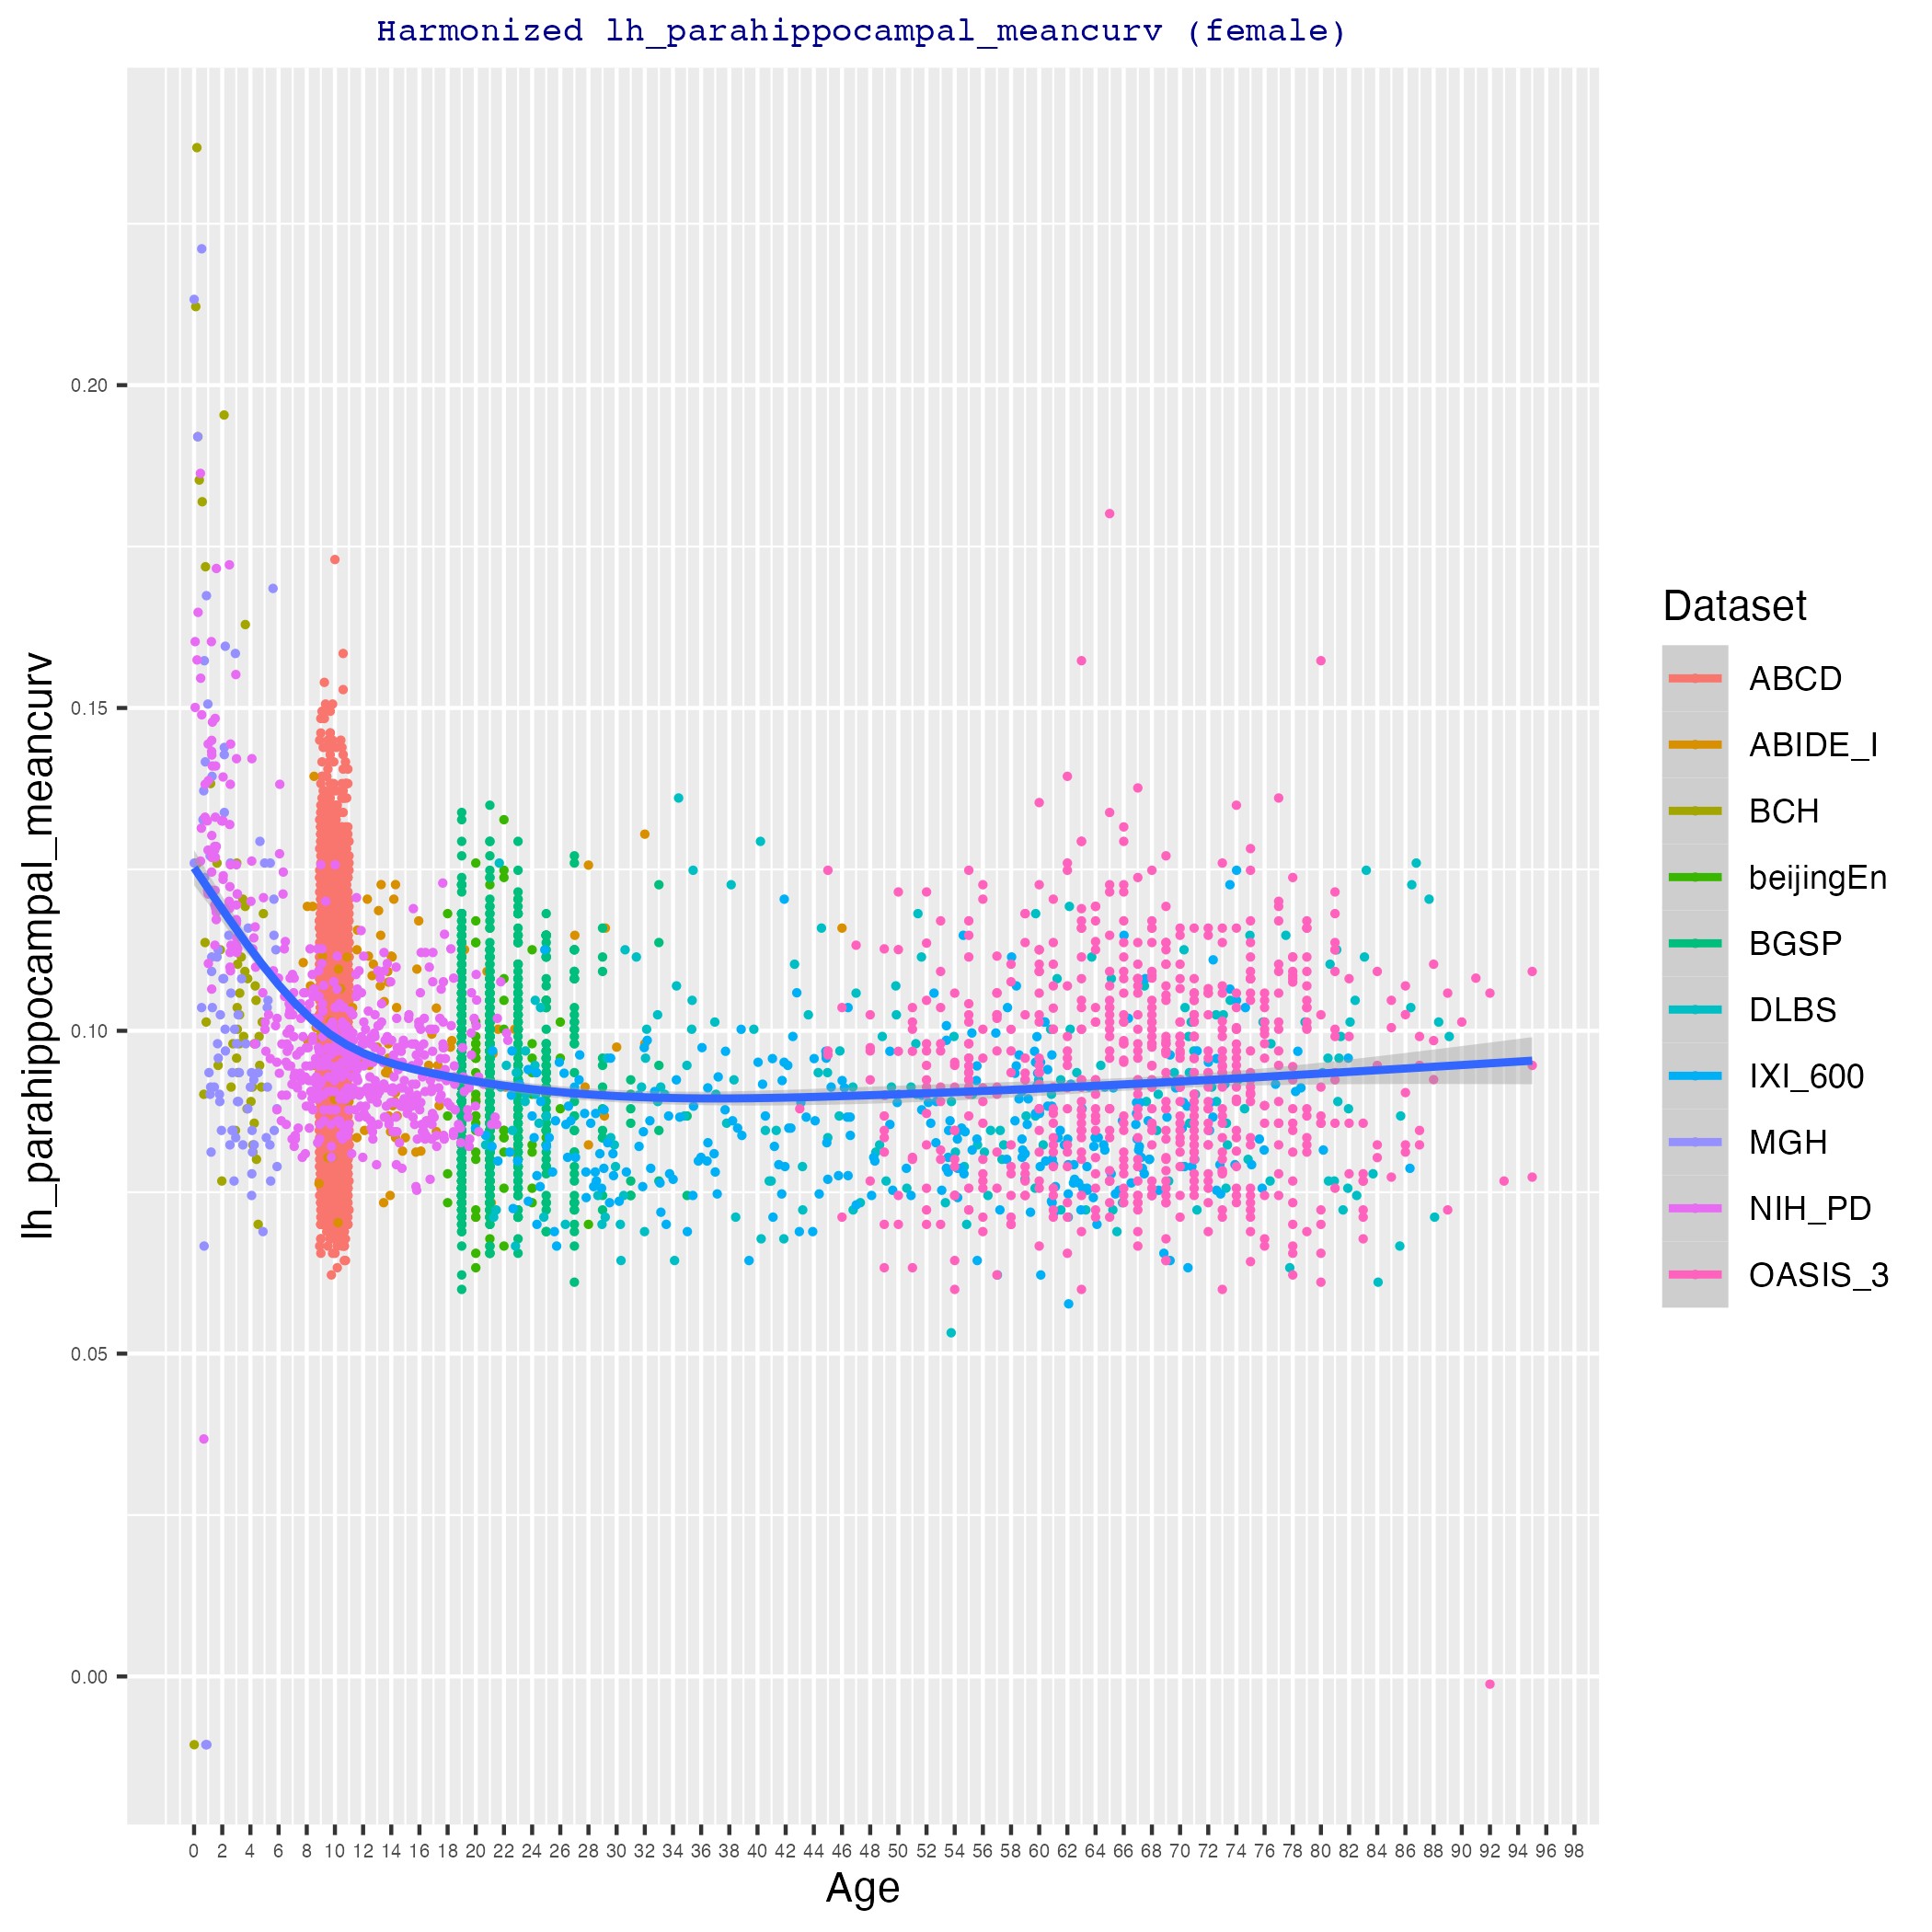 Harmonized lh_parahippocampal_meancurv (female)
lh_parahippocampal_meancurv
0.20
0.15
0.10
0.05
0.00
0 2 4 6 8 10 12 14 16 18 20 22 24 26 28 30 32 34 36 38 40 42 44 46 48 50 52 54 56 58 60 62 64 66 68 70 72 74 76 78 80 82 84 86 88 90 92 94 96 98
Age
Dataset
ABCD
ABIDE_I
BCH
beijingEn
BGSP
DLBS
IXI_600
MGH
NIH_PD
OASIS_3